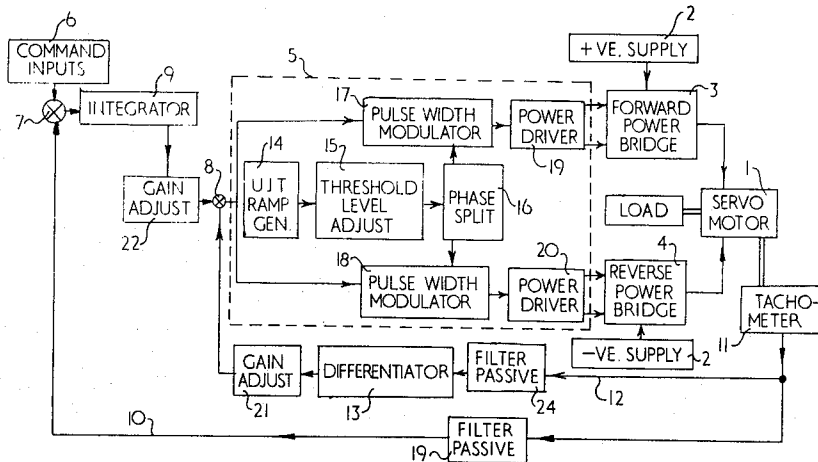 6
COMMAND
INPUTS
7
9
INTEGRATOR
GAIN
ADJUST
22
8
5
14
UJT
RAMP
GEN.
15
THRESHOLD
LEVEL
ADJUST
17
PULSE WIDTH
MODULATOR
PHASE
SPLIT
16
18
PULSE WIDTH
MODULATOR
POWER
DRIVER
19
20
POWER
DRIVER
2
+VE. SUPPLY
3
FORWARD
POWER
BRIDGE
1
SERVO
MOTOR
LOAD
4
REVERSE
POWER
BRIDGE
-VE. SUPPLY
2
TACHO-
METER
11
12
FILTER
PASSIVE
24
DIFFERENTIATOR
13
GAIN
ADJUST
21
10
FILTER
PASSIVE
19